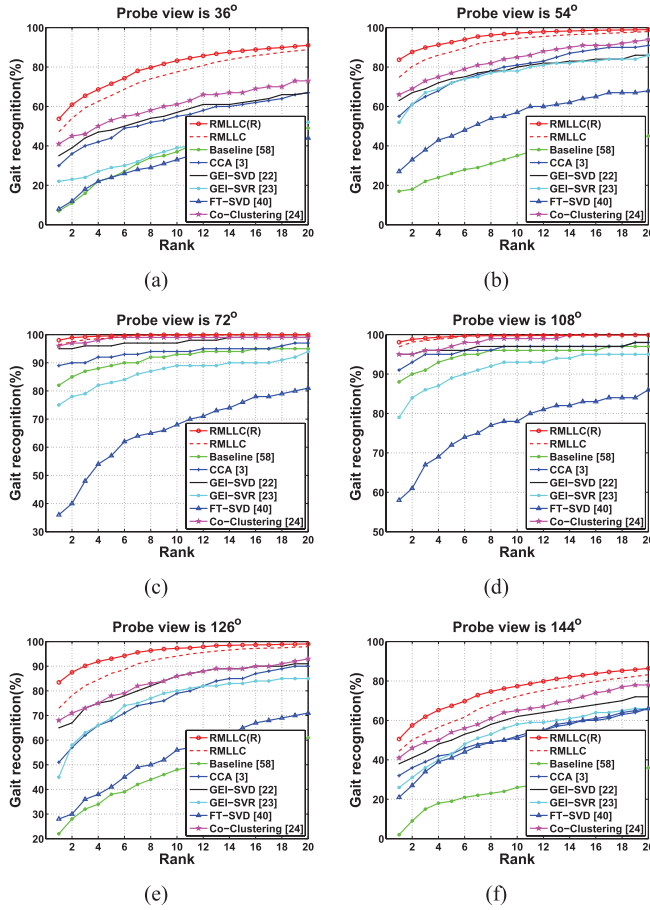 Probe view is 36o
Gait recognition(%)
100
80
60
40
20
0
RMLLC(R)
RMLLC
Baseline [58]
CCA [3]
GEI−SVD [22]
GEI−SVR [23]
FT−SVD [40]
Co−Clustering [24]
2 4 6 8 10 12 14 16 18 20
Rank
(a)
Probe view is 54o
Gait recognition(%)
100
80
60
40
20
0
RMLLC(R)
RMLLC
Baseline [58]
CCA [3]
GEI−SVD [22]
GEI−SVR [23]
FT−SVD [40]
Co−Clustering [24]
2 4 6 8 10 12 14 16 18 20
Rank
(b)
Probe view is 72o
Gait recognition(%)
100
90
80
70
60
50
40
30
RMLLC(R)
RMLLC
Baseline [58]
CCA [3]
GEI−SVD [22]
GEI−SVR [23]
FT−SVD [40]
Co−Clustering [24]
2 4 6 8 10 12 14 16 18 20
Rank
(c)
Probe view is 108o
Gait recognition(%)
100
90
80
70
60
50
RMLLC(R)
RMLLC
Baseline [58]
CCA [3]
GEI−SVD [22]
GEI−SVR [23]
FT−SVD [40]
Co−Clustering [24]
2 4 6 8 10 12 14 16 18 20
Rank
(d)
Probe view is 126o
Gait recognition(%)
100
90
80
70
60
50
40
30
20
RMLLC(R)
RMLLC
Baseline [58]
CCA [3]
GEI−SVD [22]
GEI−SVR [23]
FT−SVD [40]
Co−Clustering [24]
2 4 6 8 10 12 14 16 18 20
Rank
(e)
Probe view is 144o
Gait recognition(%)
100
80
60
40
20
0
RMLLC(R)
RMLLC
Baseline [58]
CCA [3]
GEI−SVD [22]
GEI−SVR [23]
FT−SVD [40]
Co−Clustering [24]
2 4 6 8 10 12 14 16 18 20
Rank
(f)